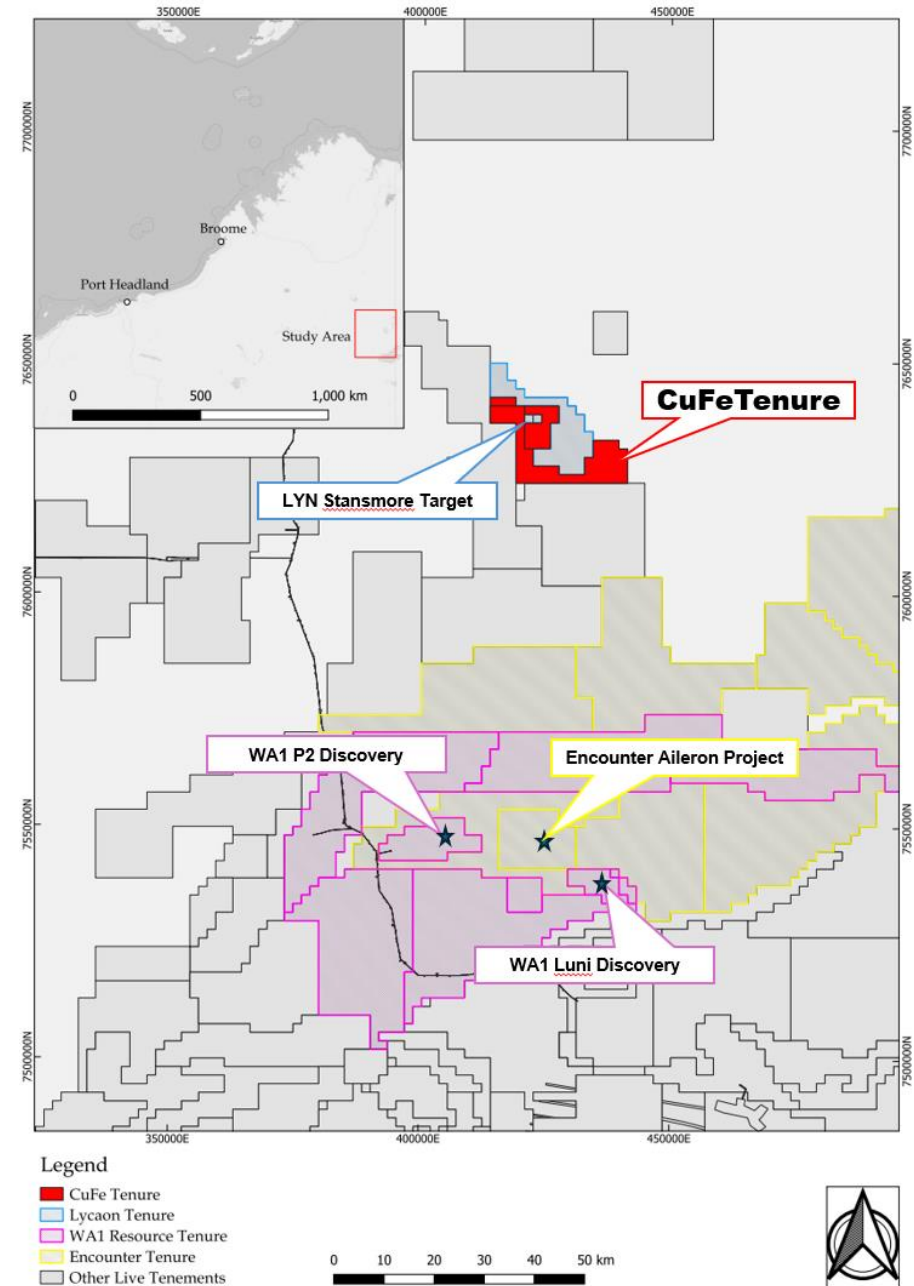 350000E 400000E 450000E
7700000N 7700000N
Broome
Port Headland
Study Area
0 500 1,000 km
7650000N 7650000N
CuFeTenure
LYN Stansmore Target
7600000N 7600000N
WA1 P2 Discovery
Encounter Aileron Project
7550000N 7550000N
WA1 Luni Discovery
7500000N 7500000N
350000E 400000E 450000E
Legend
CuFe Tenure
Lycaon Tenure
WA1 Resource Tenure
Encounter Tenure
Other Live Tenements
0 10 20 30 40 50 km